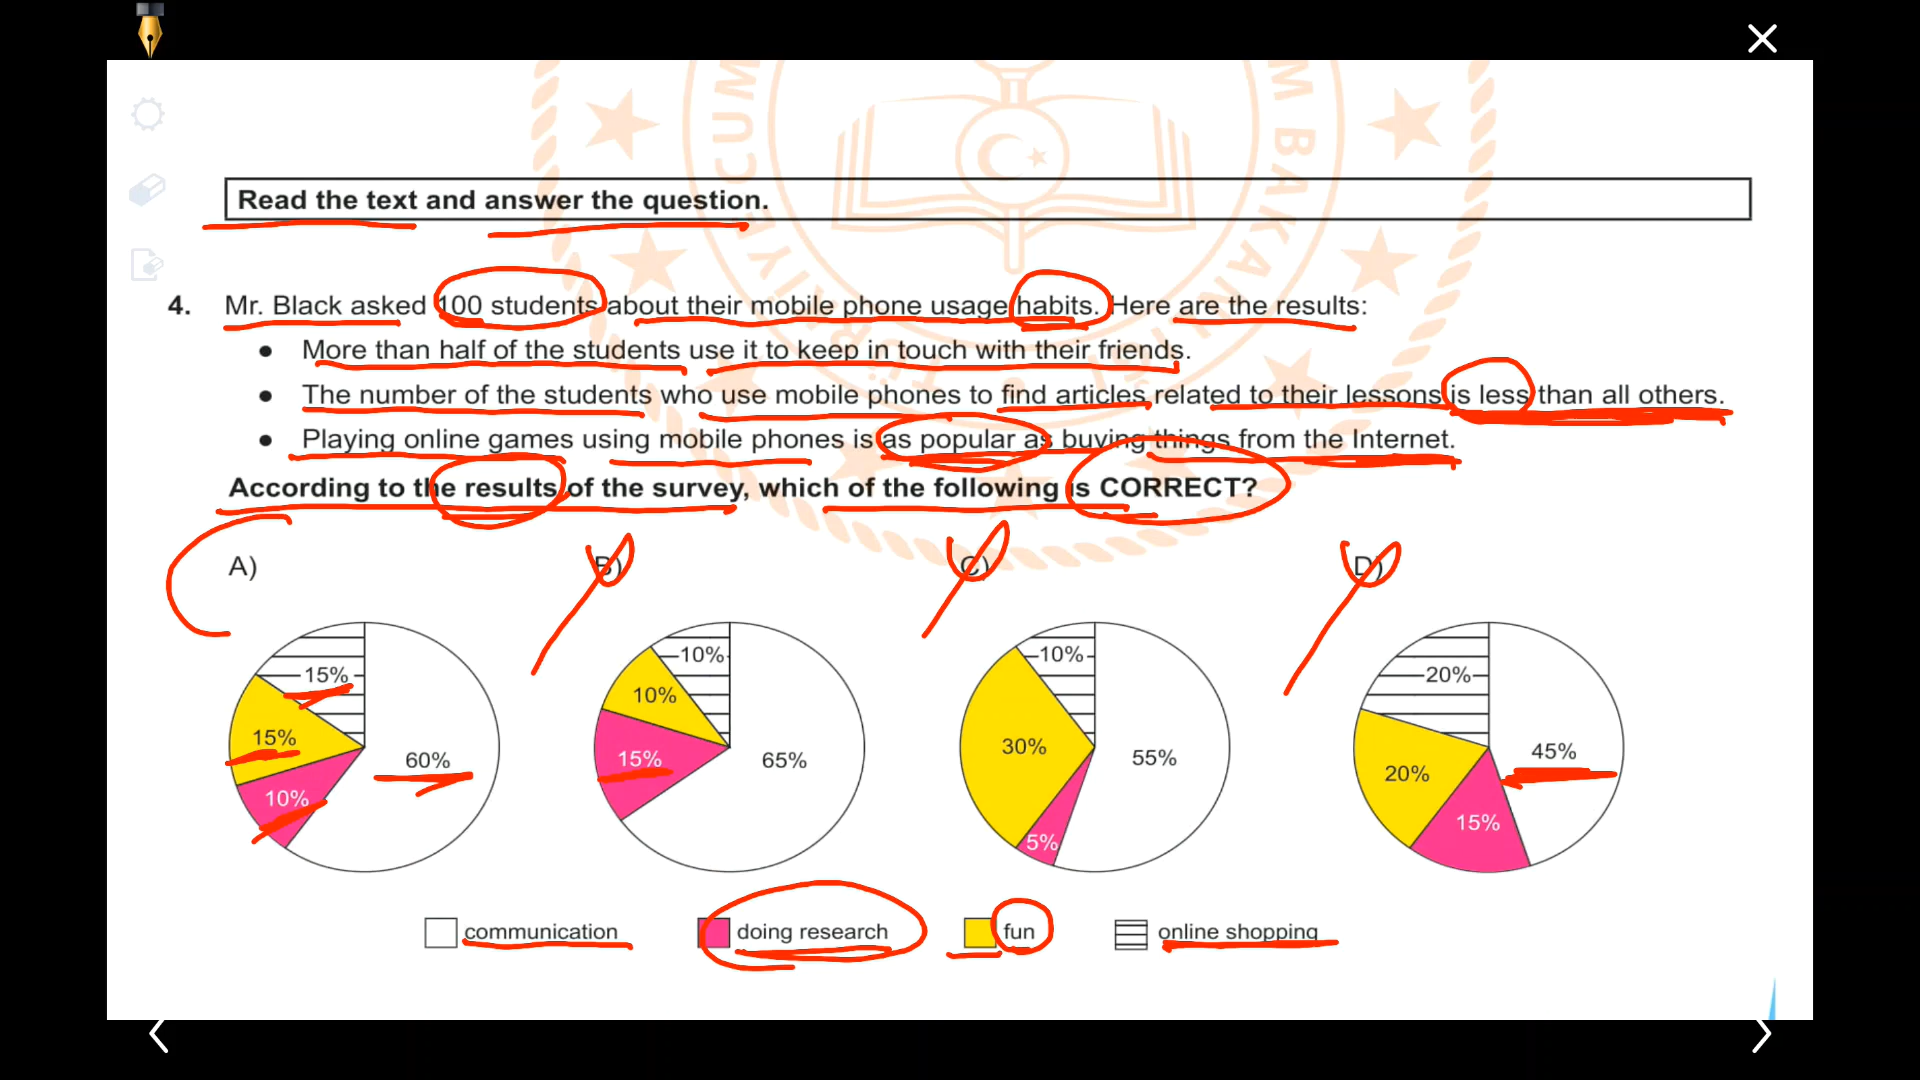 Read the text and answer the question.
4. Mr. Black asked 100 students about their mobile phone usage habits. Here are the results:
● More than half of the students use it to keep in touch with their friends.
● The number of the students who use mobile phones to find articles related to their lessons is less than all others.
● Playing online games using mobile phones is as popular as buying things from the Internet.
According to the results of the survey, which of the following is CORRECT?
A) B) C) D)
15% 15% 10% 60%
10% 10% 15% 65%
10% 30% 5% 55%
20% 20% 15% 45%
communication doing research fun online shopping